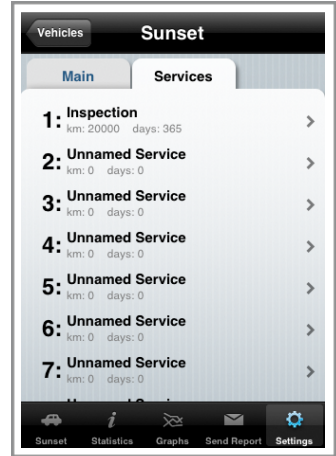 Vehicles Sunset
Main Services
1: Inspection
km: 20000 days: 365
2: Unnamed Service
km: 0 days: 0
3: Unnamed Service
km: 0 days: 0
4: Unnamed Service
km: 0 days: 0
5: Unnamed Service
km: 0 days: 0
6: Unnamed Service
km: 0 days: 0
7: Unnamed Service
km: 0 days: 0
Sunset Statistics Graphs Send Report Settings